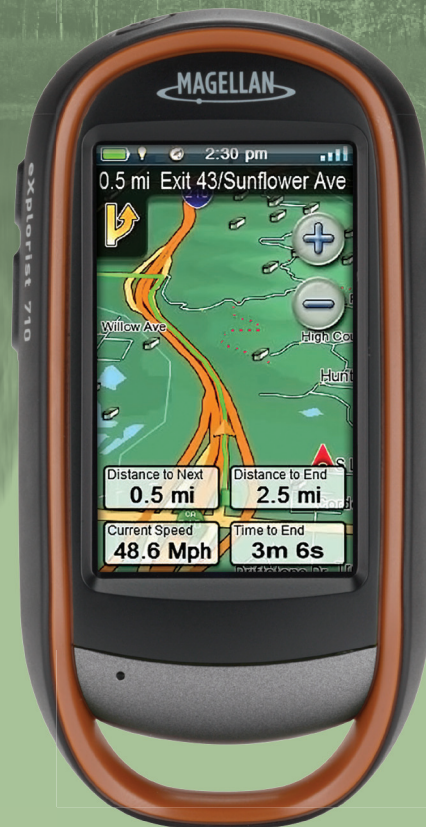 MAGELLAN
eXplorist 710
2:30 pm
0.5 mi Exit 43/Sunflower Ave
Willow Ave
High Cou
Hunt
Distance to Next
0.5 mi
Distance to End
2.5 mi
Current Speed
48.6 Mph
Time to End
3m 6s
CA